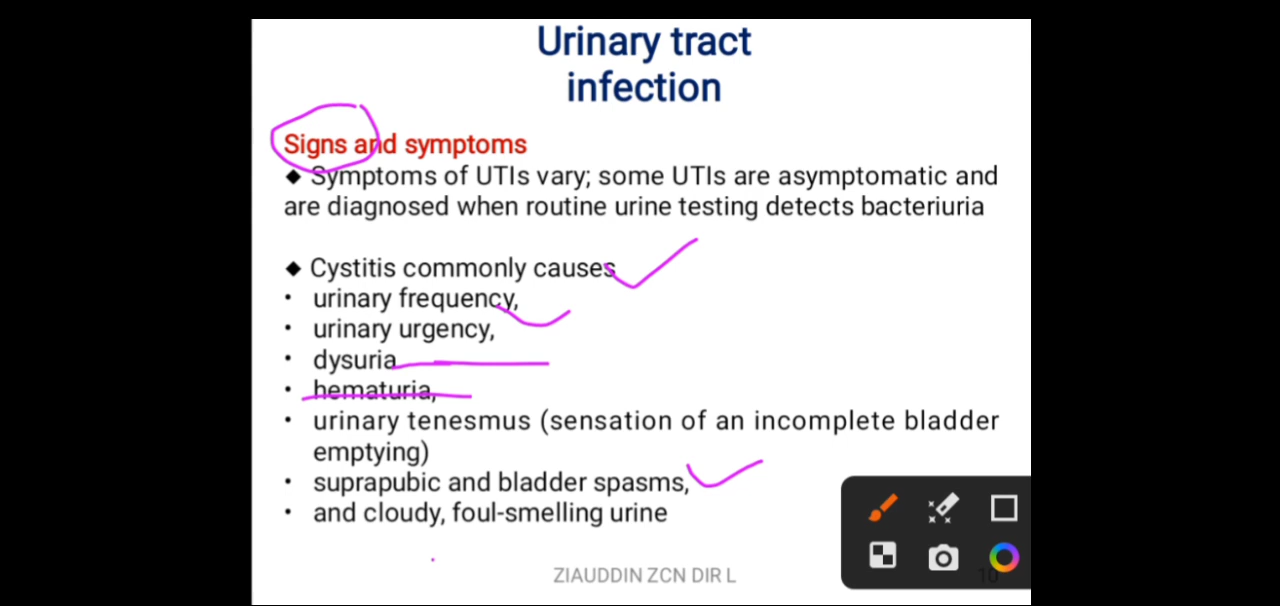 Urinary tract
infection
Signs and symptoms
◆ Symptoms of UTIs vary; some UTIs are asymptomatic and
are diagnosed when routine urine testing detects bacteriuria
◆ Cystitis commonly causes
• urinary frequency,
• urinary urgency,
• dysuria
• hematuria,
• urinary tenesmus (sensation of an incomplete bladder
emptying)
• suprapubic and bladder spasms,
• and cloudy, foul-smelling urine
ZIAUDDIN ZCN DIR L
10